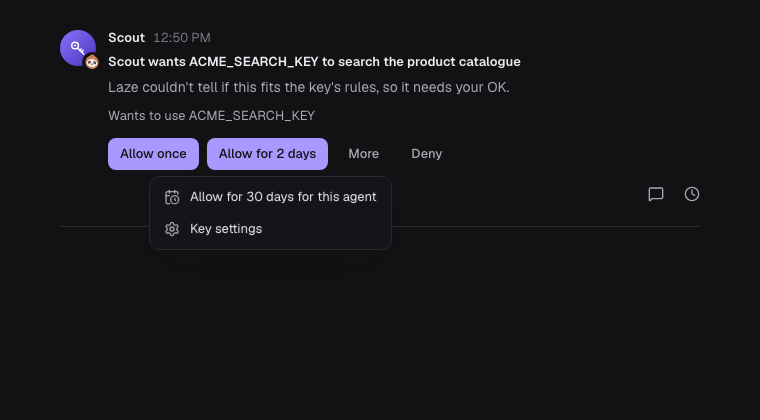 Scout 12:50 PM
Scout wants ACME_SEARCH_KEY to search the product catalogue
Laze couldn't tell if this fits the key's rules, so it needs your OK.
Wants to use ACME_SEARCH_KEY
Allow once Allow for 2 days More Deny
Allow for 30 days for this agent
Key settings